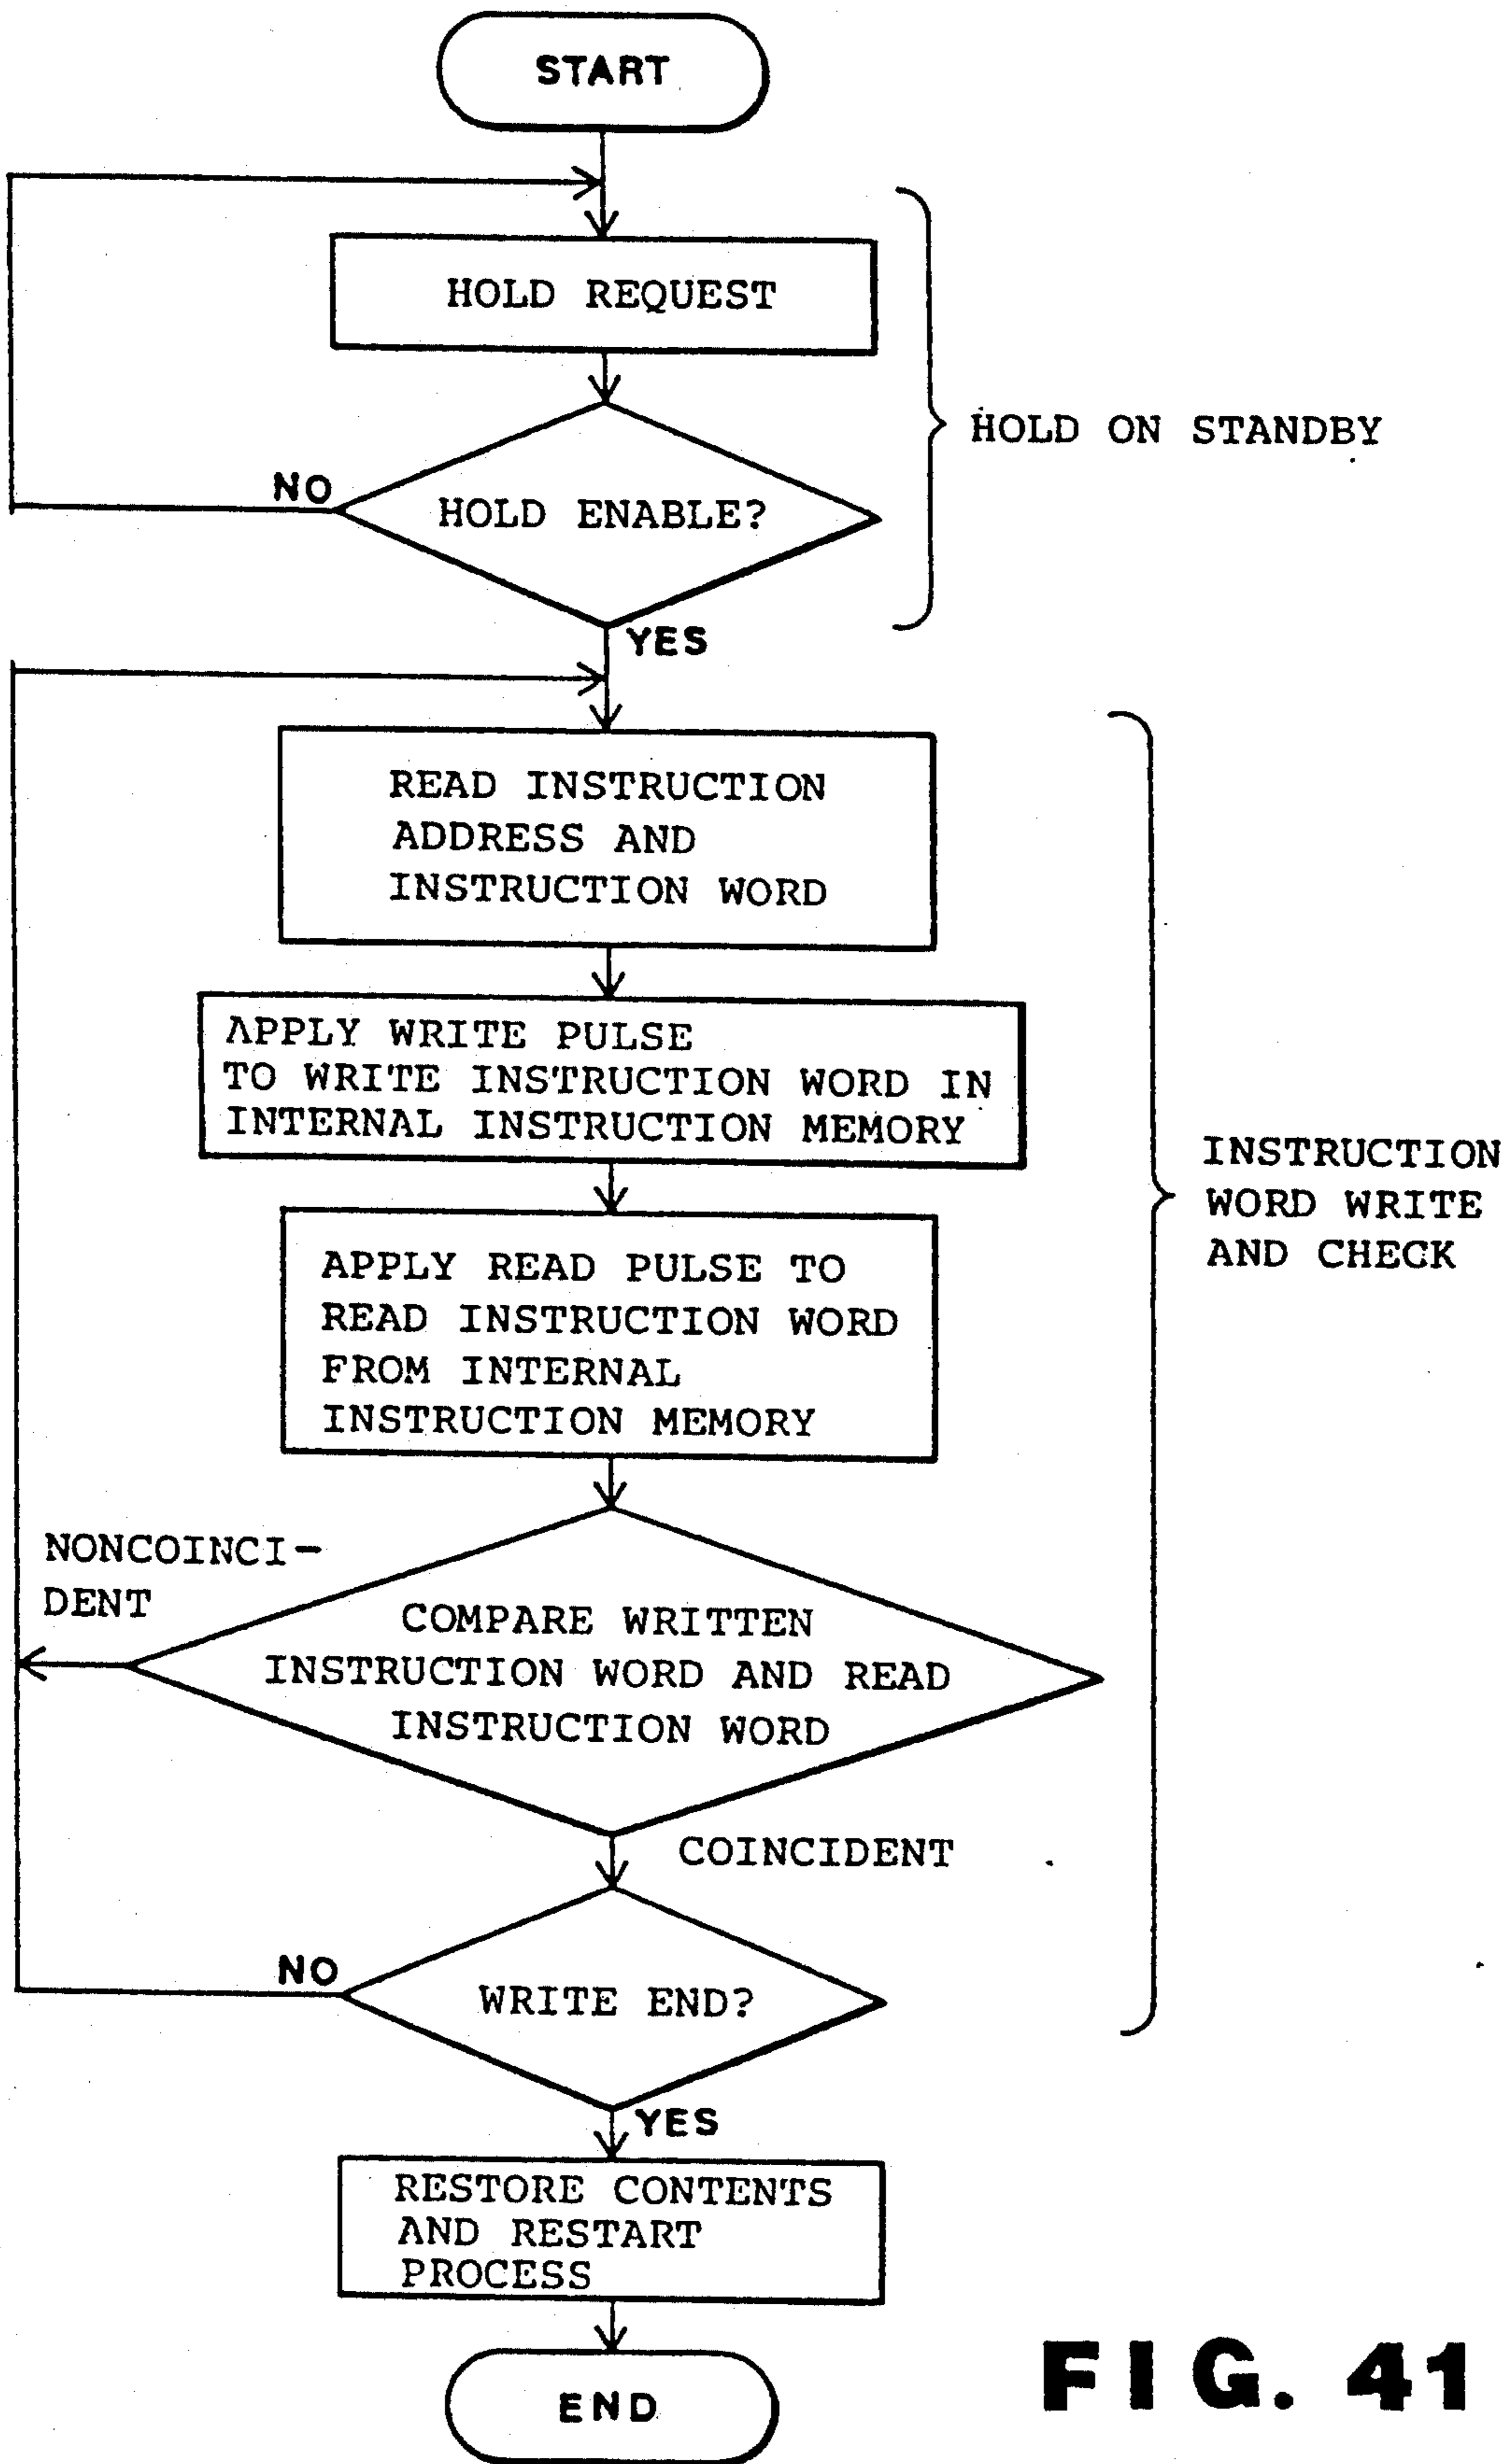 START
HOLD REQUEST
HOLD ON STANDBY
NO
HOLD ENABLE?
YES
READ INSTRUCTION
ADDRESS AND
INSTRUCTION WORD
APPLY WRITE PULSE
TO WRITE INSTRUCTION WORD IN
INTERNAL INSTRUCTION MEMORY
INSTRUCTION
WORD WRITE
AND CHECK
APPLY READ PULSE TO
READ INSTRUCTION WORD
FROM INTERNAL
INSTRUCTION MEMORY
NONCOINCI-
DENT
COMPARE WRITTEN
INSTRUCTION WORD AND READ
INSTRUCTION WORD
COINCIDENT
NO
WRITE END?
YES
RESTORE CONTENTS
AND RESTART
PROCESS
END
FIG. 41